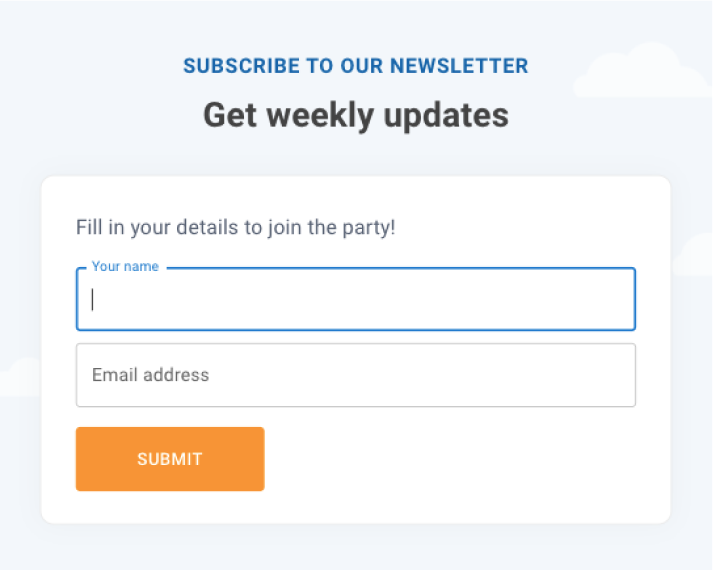 SUBSCRIBE TO OUR NEWSLETTER
Get weekly updates
Fill in your details to join the party!
Your name
Email address
SUBMIT